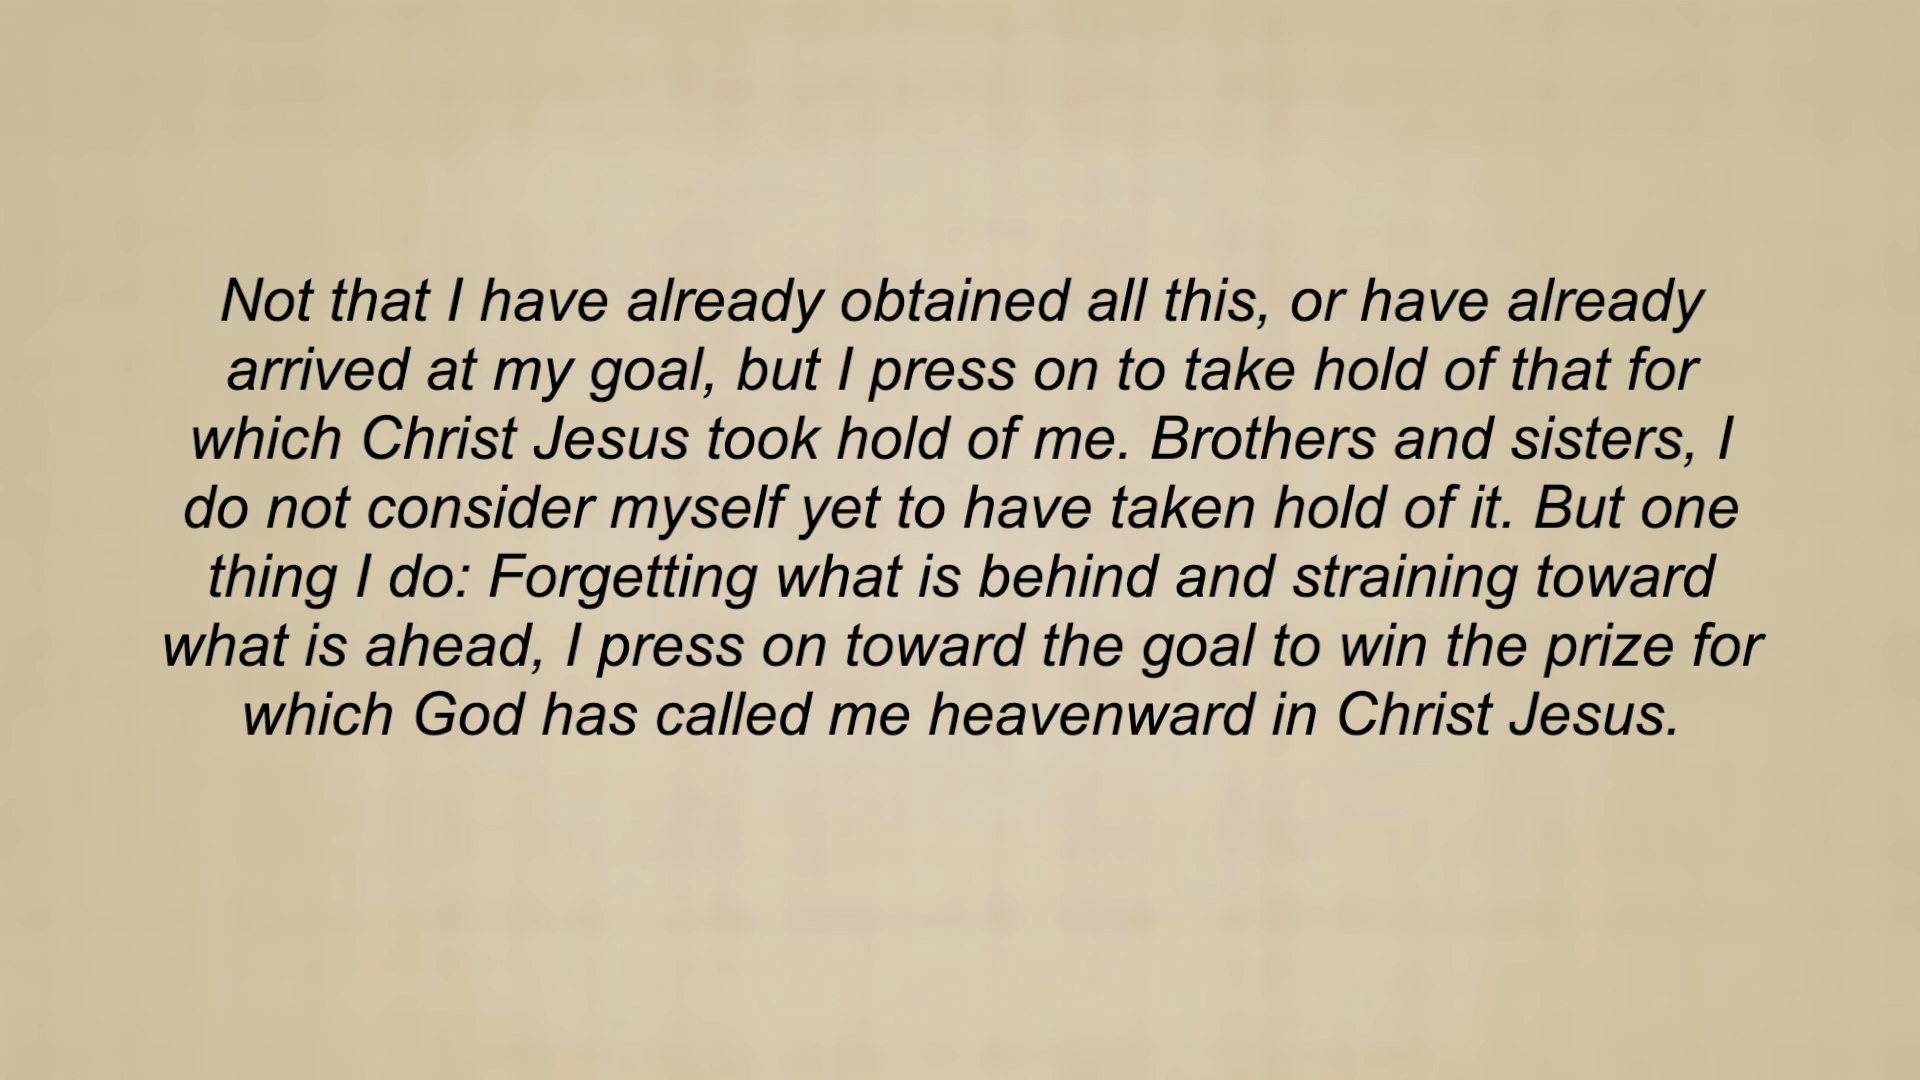 Not that I have already obtained all this, or have already
arrived at my goal, but I press on to take hold of that for
which Christ Jesus took hold of me. Brothers and sisters, I
do not consider myself yet to have taken hold of it. But one
thing I do: Forgetting what is behind and straining toward
what is ahead, I press on toward the goal to win the prize for
which God has called me heavenward in Christ Jesus.